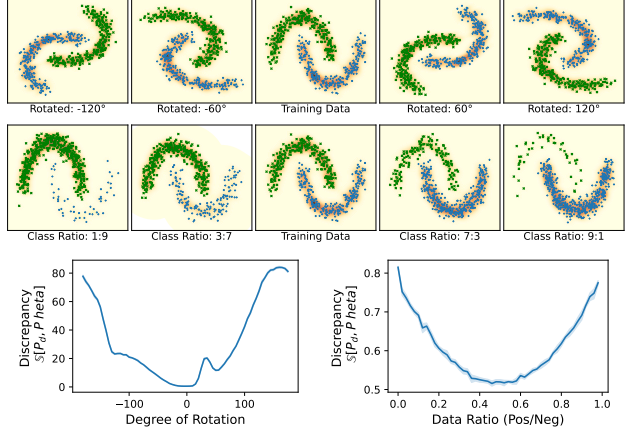 Rotated: -120°
Rotated: -60°
Training Data
Rotated: 60°
Rotated: 120°
Class Ratio: 1:9
Class Ratio: 3:7
Training Data
Class Ratio: 7:3
Class Ratio: 9:1
Discrepancy
𝕊[P_d, P heta]
80
60
40
20
0
−100
0
100
Degree of Rotation
Discrepancy
𝕊[P_d, P heta]
0.8
0.7
0.6
0.5
0.0
0.2
0.4
0.6
0.8
1.0
Data Ratio (Pos/Neg)